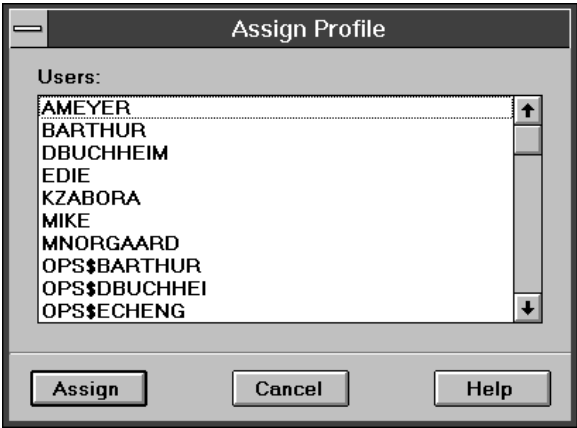 Assign Profile
Users:
AMEYER
BARTHUR
DBUCHHEIM
EDIE
KZABORA
MIKE
MNORGAARD
OPS$BARTHUR
OPS$DBUCHHEI
OPS$ECHENG
Assign Cancel Help